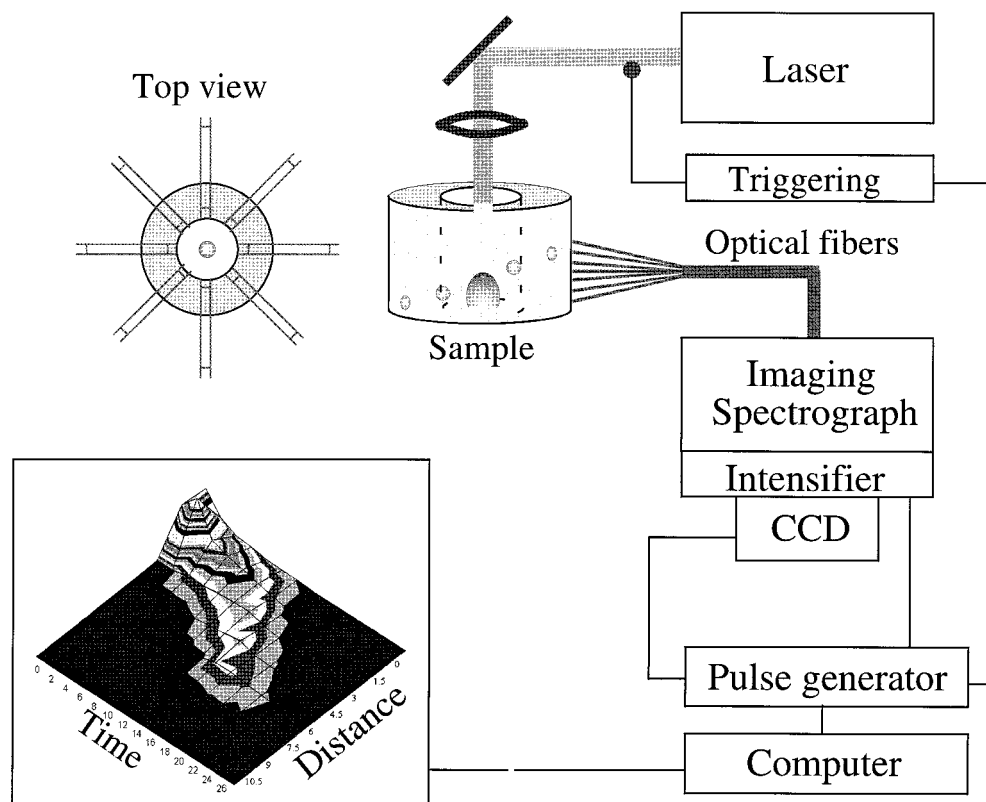 Laser
Top view
Triggering
Optical fibers
Sample
Imaging
Spectrograph
Intensifier
CCD
Pulse generator
Computer
0 2 4 6 8 10 12 14 16 18 20 22 24 26
Time
0 1.5 3 4.5 6 7.5 9 10.5
Distance